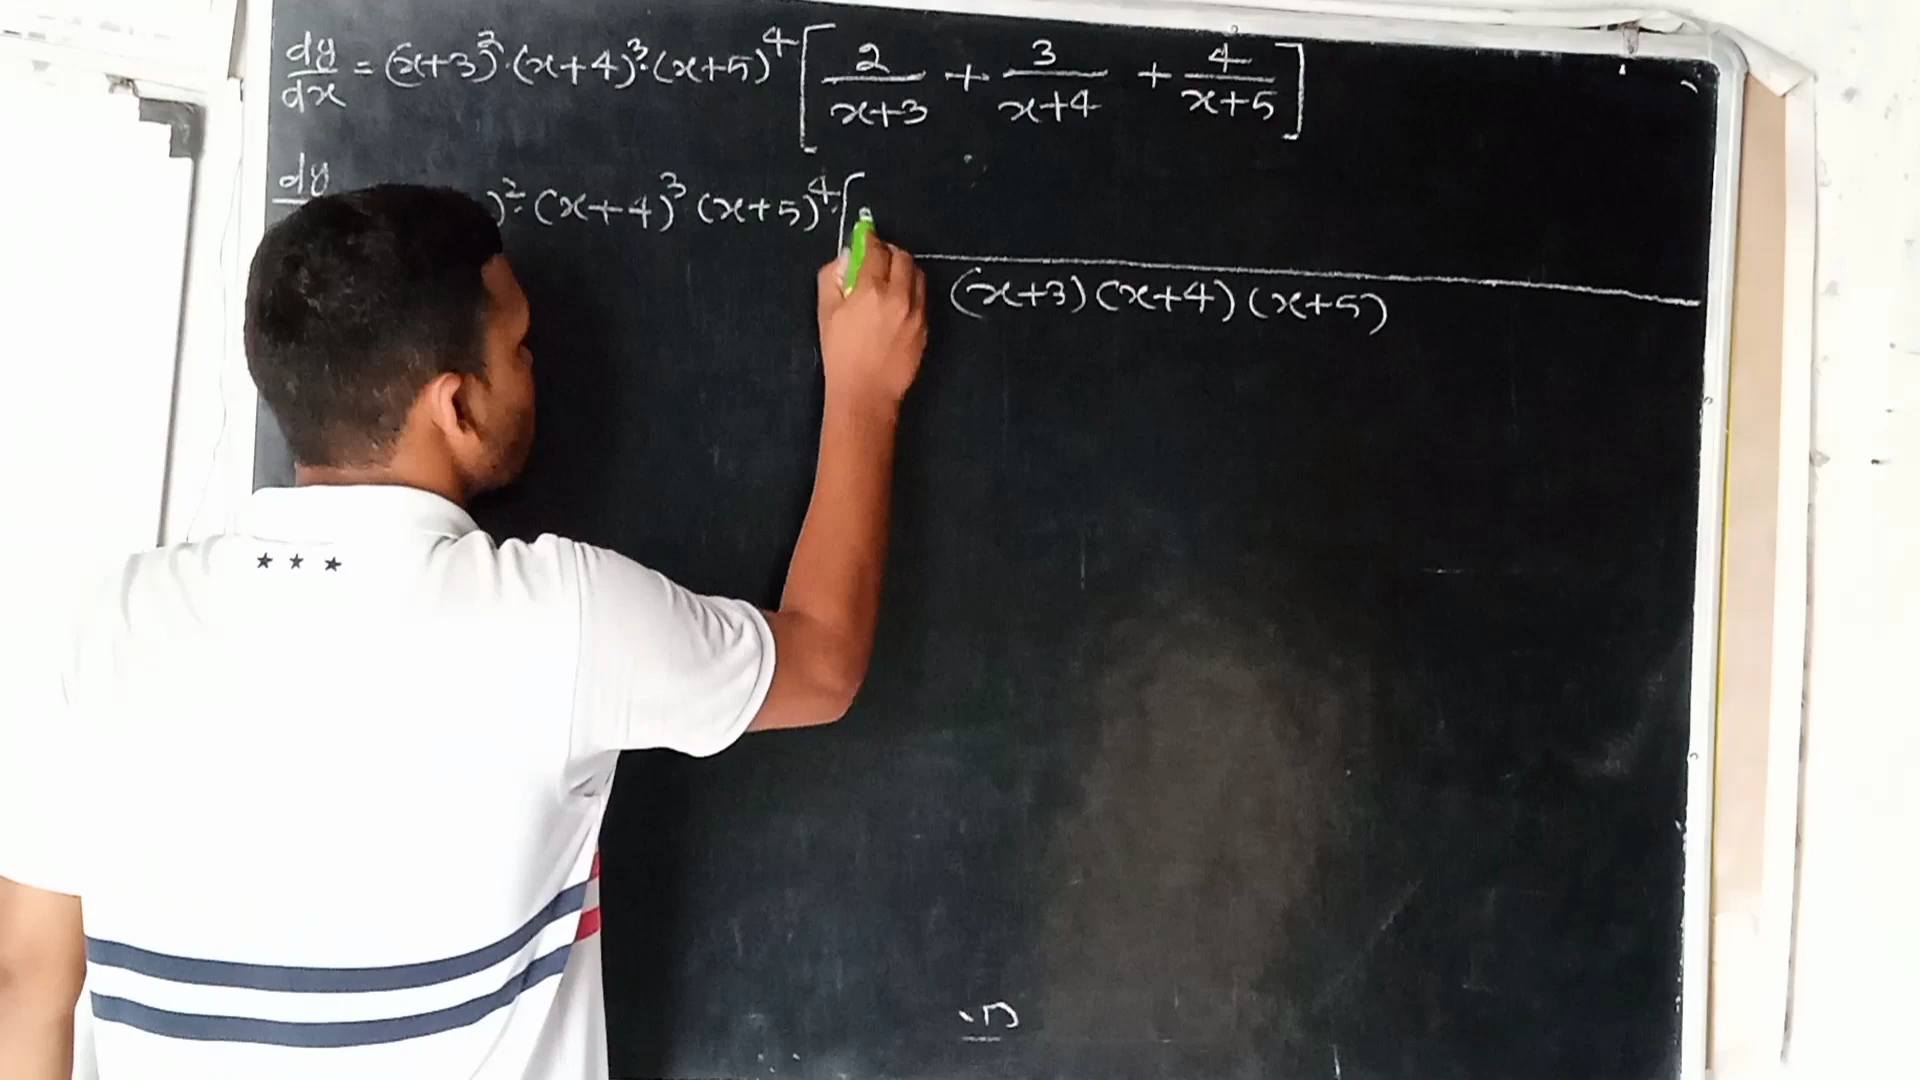 dy/dx = (x+3)²·(x+4)³·(x+5)⁴ [2/(x+3) + 3/(x+4) + 4/(x+5)]
dy )²·(x+4)³ (x+5)⁴·[
(x+3)(x+4)(x+5)